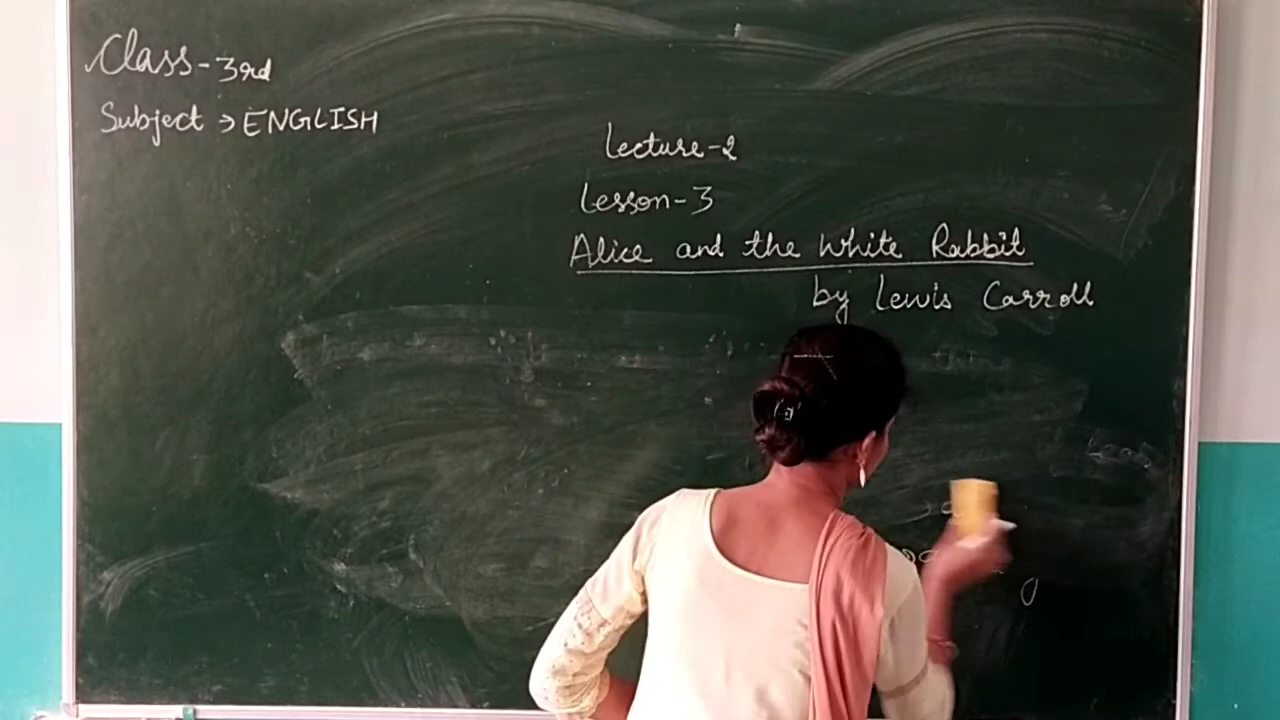 Class - 3rd
Subject → ENGLISH
Lecture-2
Lesson-3
Alice and the White Rabbit
by Lewis Carroll